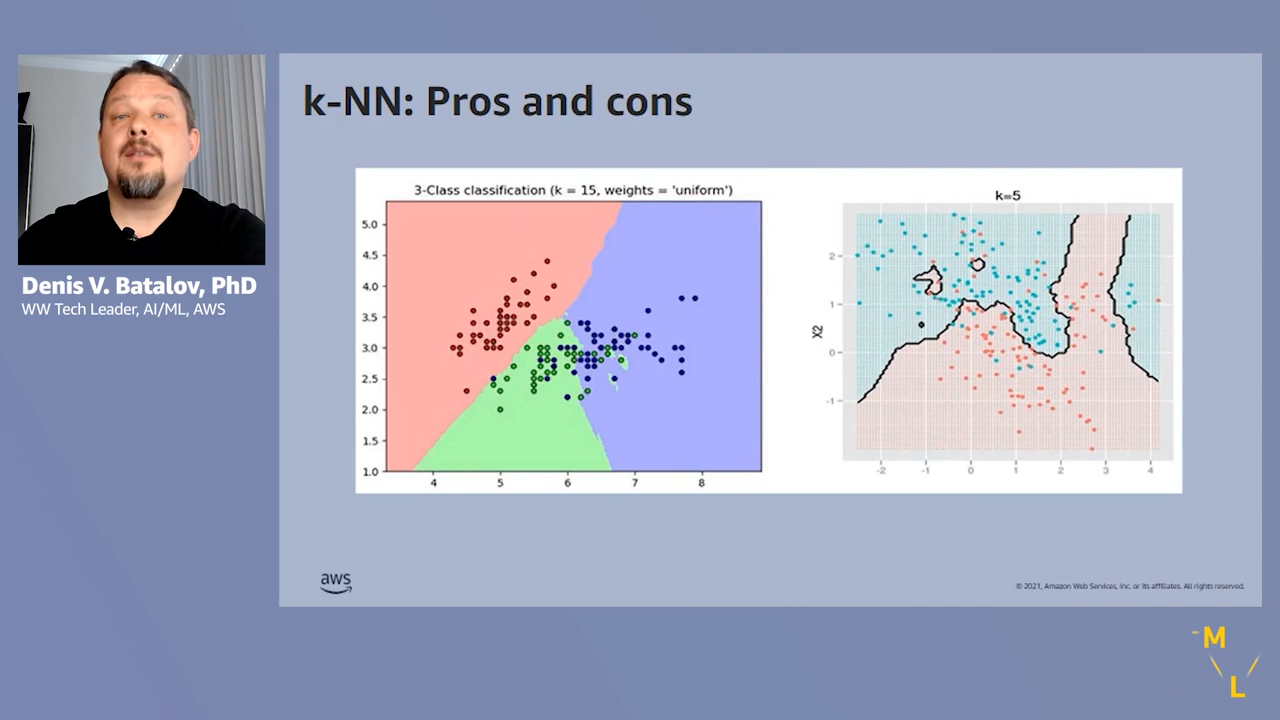 k-NN: Pros and cons
Denis V. Batalov, PhD
WW Tech Leader, AI/ML, AWS
3-Class classification (k = 15, weights = 'uniform')
5.0
4.5
4.0
3.5
3.0
2.5
2.0
1.5
1.0
4 5 6 7 8
k=5
X2
2
1
0
-1
-2 -1 0 1 2 3 4
aws
© 2021, Amazon Web Services, Inc. or its affiliates. All rights reserved.
M
L